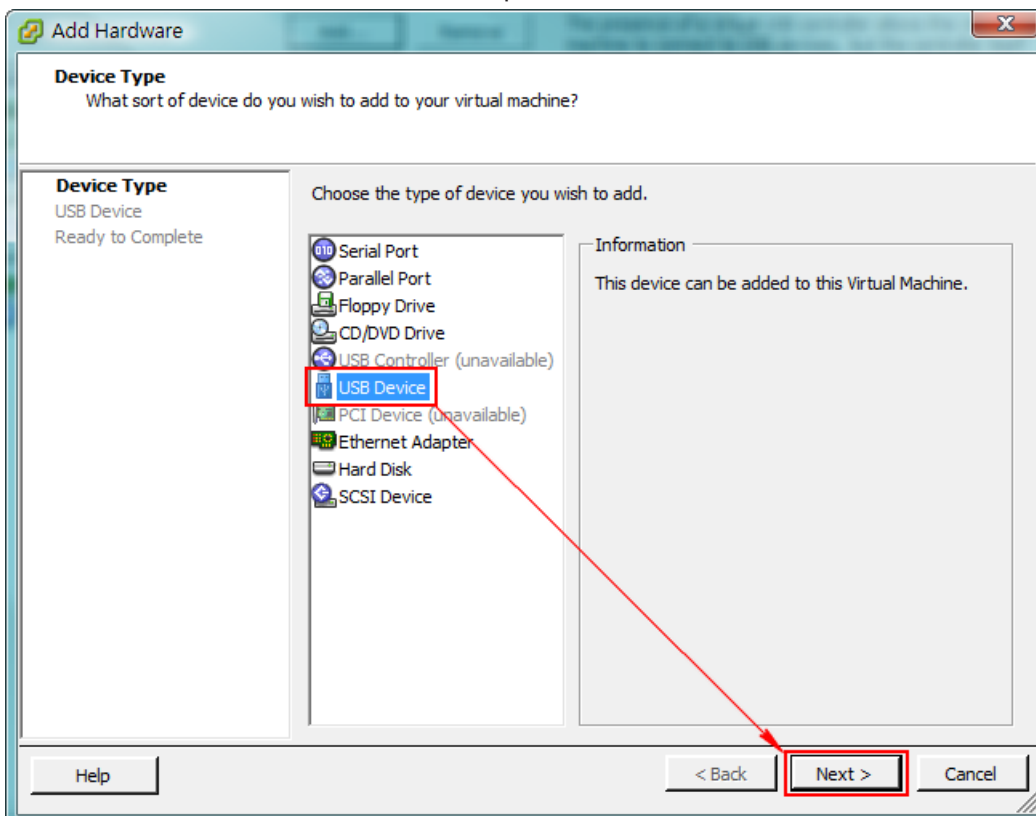 Add Hardware
Device Type
What sort of device do you wish to add to your virtual machine?
Device Type
USB Device
Ready to Complete
Choose the type of device you wish to add.
Serial Port
Parallel Port
Floppy Drive
CD/DVD Drive
USB Controller (unavailable)
USB Device
PCI Device (unavailable)
Ethernet Adapter
Hard Disk
SCSI Device
Information
This device can be added to this Virtual Machine.
Help
< Back
Next >
Cancel